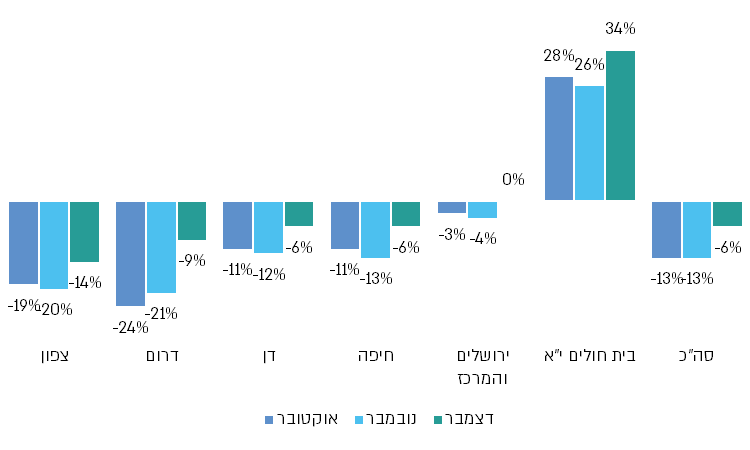 34%
28%
26%
0%
-3%
-4%
-14%
-9%
-6%
-6%
-6%
-11%
-12%
-11%
-13%
-13%
-13%
-19%
-20%
-21%
-24%
צפון
דרום
דן
חיפה
ירושלים
והמרכז
בית חולים י"א
סה"כ
אוקטובר
נובמבר
דצמבר